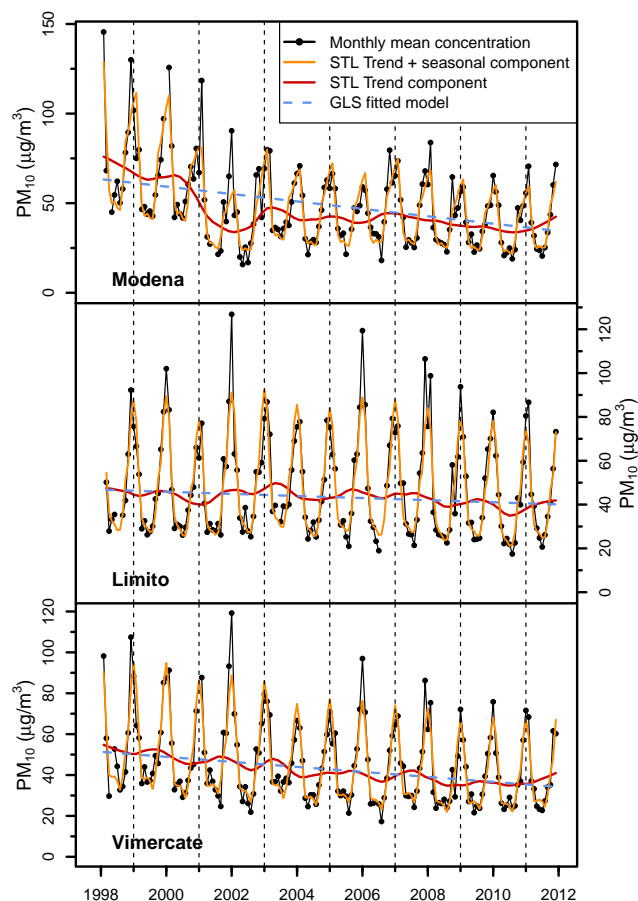 PM10 (µg/m³)
0 50 100 150
Monthly mean concentration
STL Trend + seasonal component
STL Trend component
GLS fitted model
Modena
PM10 (µg/m³)
0 20 40 60 80 100 120
Limito
PM10 (µg/m³)
0 20 40 60 80 100 120
Vimercate
1998 2000 2002 2004 2006 2008 2010 2012